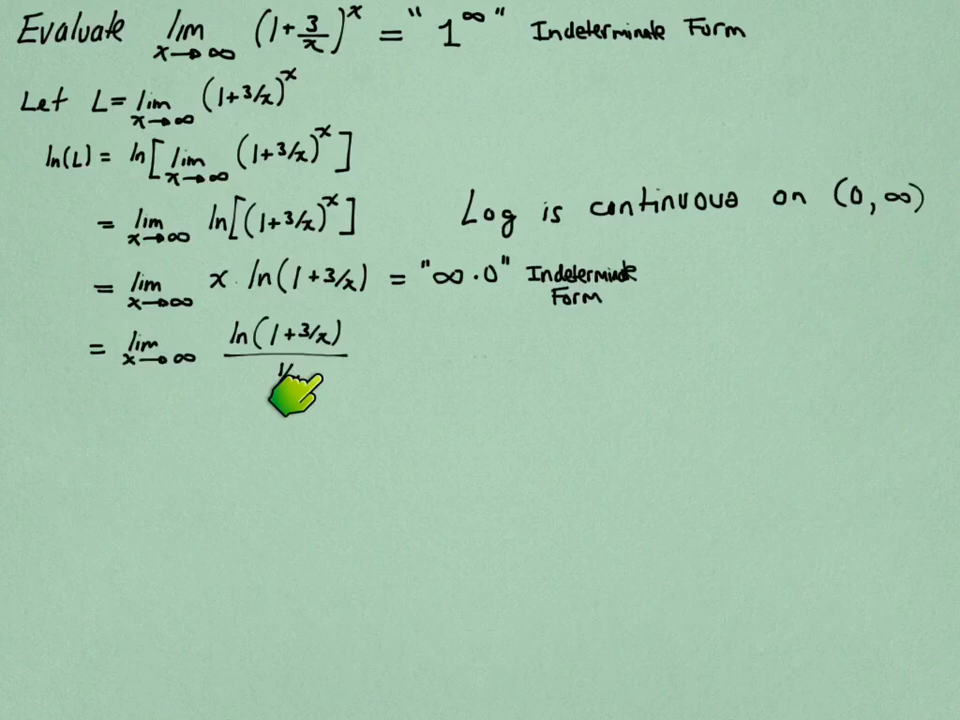 Evaluate lim x→∞ (1+3/x)^x = "1^∞" Indeterminate Form
Let L = lim x→∞ (1+3/x)^x
ln(L) = ln[lim x→∞ (1+3/x)^x]
= lim x→∞ ln[(1+3/x)^x] Log is continuous on (0,∞)
= lim x→∞ x ln(1+3/x) = "∞·0" Indeterminate Form
= lim x→∞ ln(1+3/x) / 1/